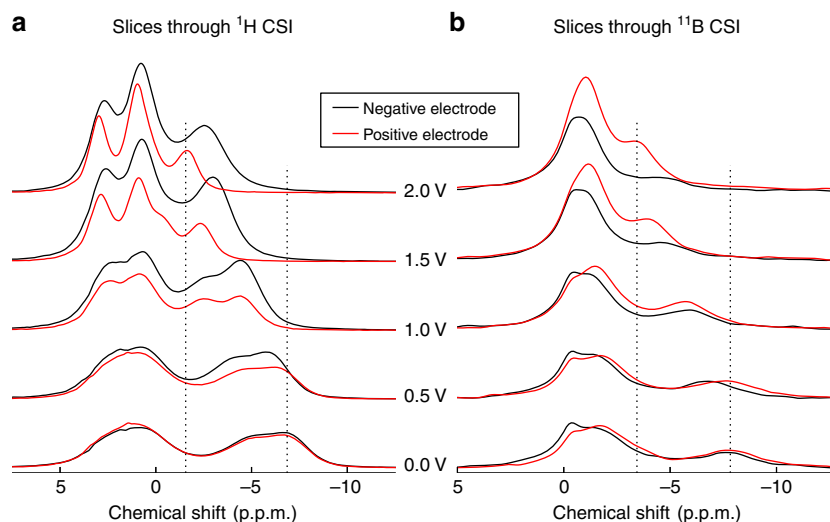 a
Slices through ¹H CSI
b
Slices through ¹¹B CSI
Negative electrode
Positive electrode
2.0 V
1.5 V
1.0 V
0.5 V
0.0 V
5 0 –5 –10
5 0 –5 –10
Chemical shift (p.p.m.)
Chemical shift (p.p.m.)